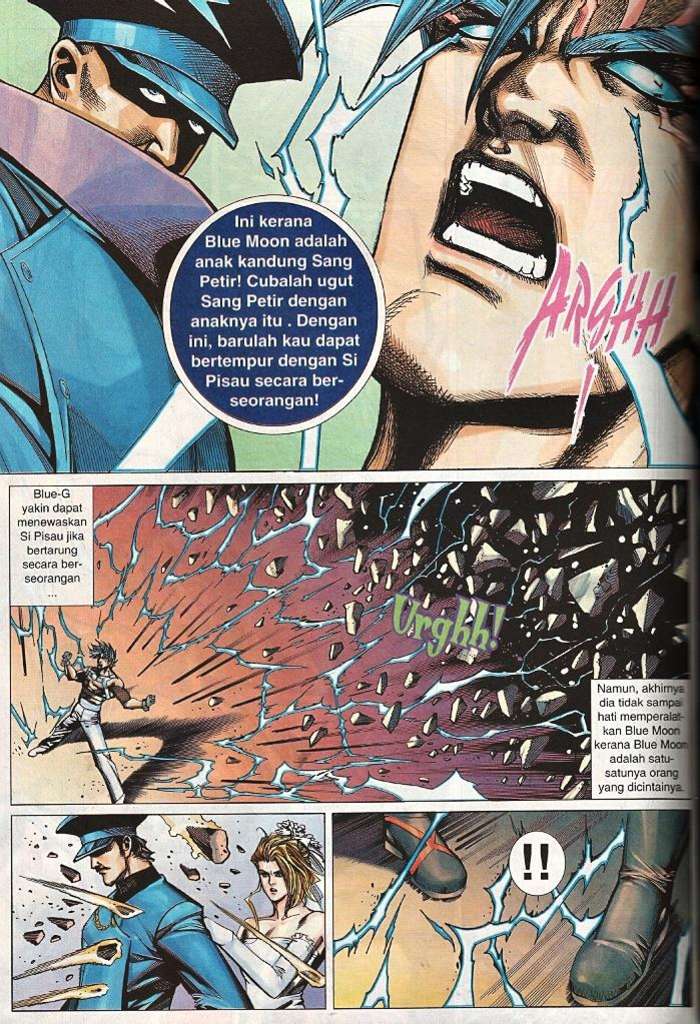 Ini kerana
Blue Moon adalah
anak kandung Sang
Petir! Cubalah ugut
Sang Petir dengan
anaknya itu . Dengan
ini, barulah kau dapat
bertempur dengan Si
Pisau secara ber-
seorangan!
ARGHH
!
Blue-G
yakin dapat
menewaskan
Si Pisau jika
bertarung
secara ber-
seorangan
...
Urghh!
Namun, akhirnya
dia tidak sampai
hati memperalat-
kan Blue Moon
kerana Blue Moon
adalah satu-
satunya orang
yang dicintainya.
!!